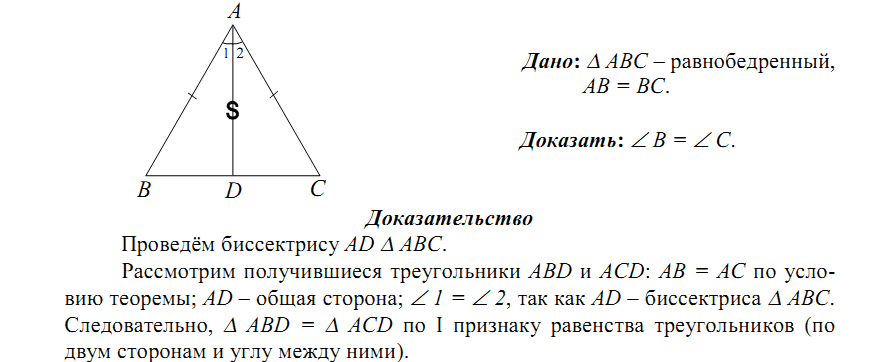 A
1 2
S
B D C
Дано: Δ ABC – равнобедренный,
AB = BC.
Доказать: ∠ B = ∠ C.
Доказательство
Проведём биссектрису AD Δ ABC.
Рассмотрим получившиеся треугольники ABD и ACD: AB = AC по усло-
вию теоремы; AD – общая сторона; ∠ 1 = ∠ 2, так как AD – биссектриса Δ ABC.
Следовательно, Δ ABD = Δ ACD по I признаку равенства треугольников (по
двум сторонам и углу между ними).